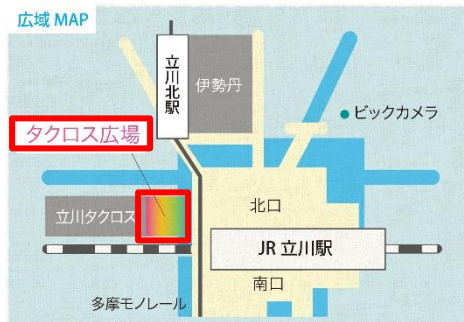 広域 MAP
立川北駅
伊勢丹
ビックカメラ
タクロス広場
立川タクロス
北口
JR 立川駅
南口
多摩モノレール